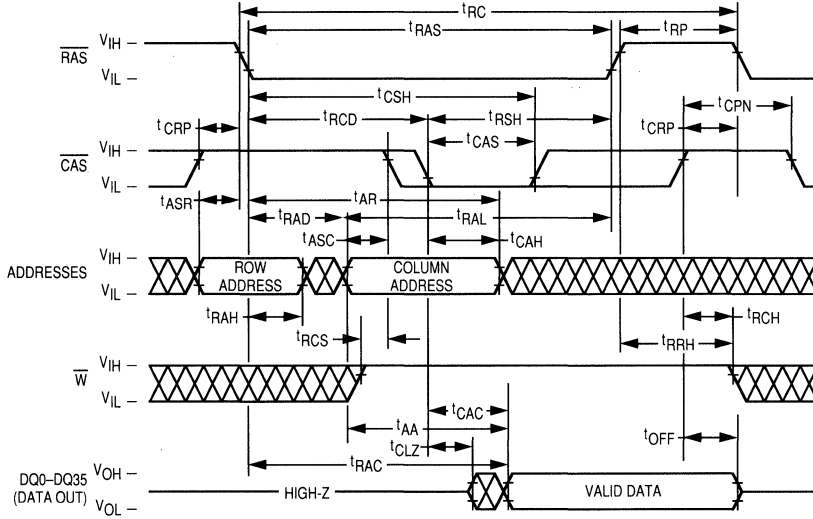 tRC
tRAS
tRP
RAS
VIH
VIL
tCSH
tCPN
tCRP
tRCD
tRSH
tCRP
tCAS
CAS
VIH
VIL
tASR
tAR
tRAD
tRAL
tASC
tCAH
ADDRESSES
VIH
VIL
ROW
ADDRESS
COLUMN
ADDRESS
tRAH
tRCS
tRCH
tRRH
W
VIH
VIL
tCAC
tAA
tCLZ
tOFF
tRAC
DQ0–DQ35
(DATA OUT)
VOH
VOL
HIGH-Z
VALID DATA